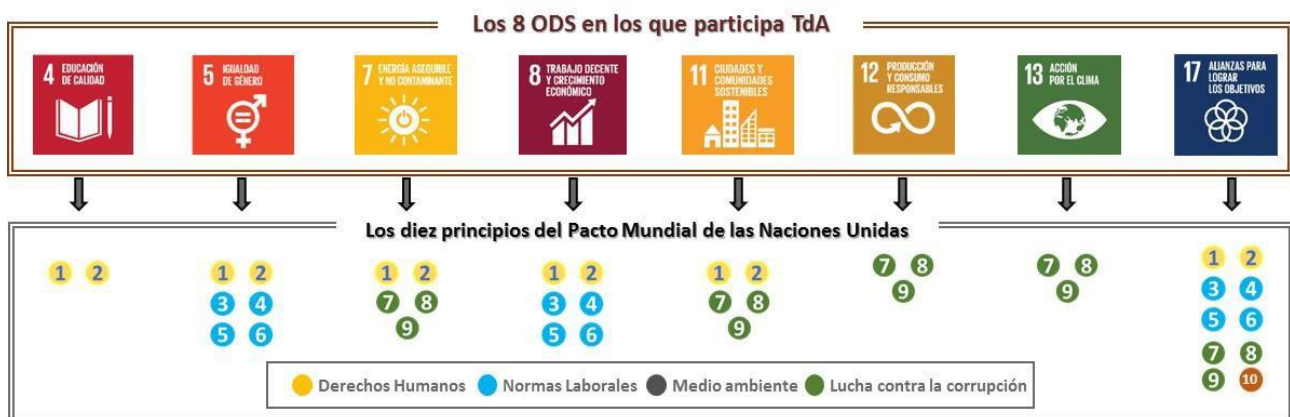 Los 8 ODS en los que participa TdA
4 EDUCACIÓN
DE CALIDAD
5 IGUALDAD
DE GÉNERO
7 ENERGÍA ASEQUIBLE
Y NO CONTAMINANTE
8 TRABAJO DECENTE
Y CRECIMIENTO
ECONÓMICO
11 CIUDADES Y
COMUNIDADES
SOSTENIBLES
12 PRODUCCIÓN
Y CONSUMO
RESPONSABLES
13 ACCIÓN
POR EL CLIMA
17 ALIANZAS PARA
LOGRAR
LOS OBJETIVOS
Los diez principios del Pacto Mundial de las Naciones Unidas
1 2
1 2
3 4
5 6
1 2
7 8
9
1 2
3 4
5 6
1 2
7 8
9
7 8
9
7 8
9
1 2
3 4
5 6
7 8
9 10
Derechos Humanos Normas Laborales Medio ambiente Lucha contra la corrupción